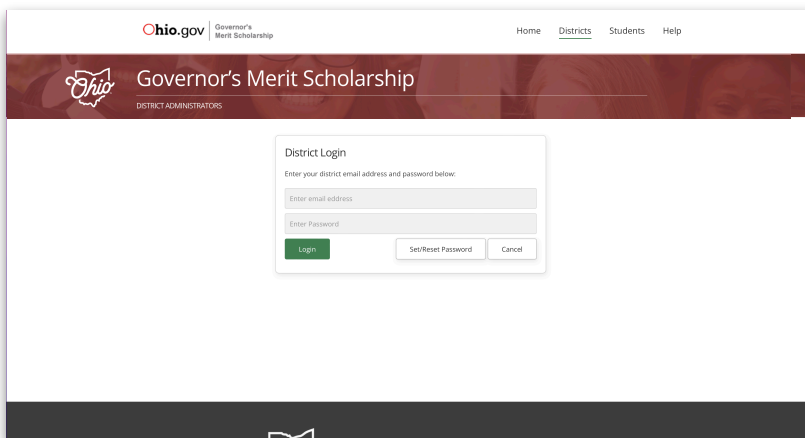 Ohio.gov
Governor's
Merit Scholarship
Home Districts Students Help
Ohio
Governor's Merit Scholarship
DISTRICT ADMINISTRATORS
District Login
Enter your district email address and password below:
Enter email eddress
Enter Password
Login Set/Reset Password Cancel